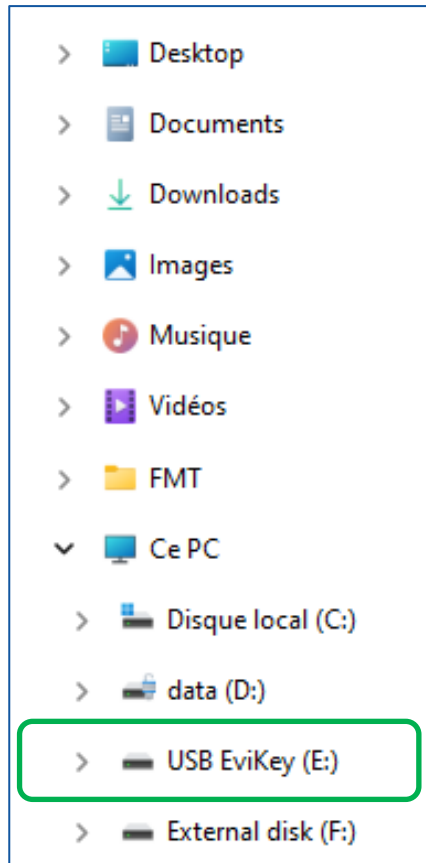 Desktop
Documents
Downloads
Images
Musique
Vidéos
FMT
Ce PC
Disque local (C:)
data (D:)
USB EviKey (E:)
External disk (F:)